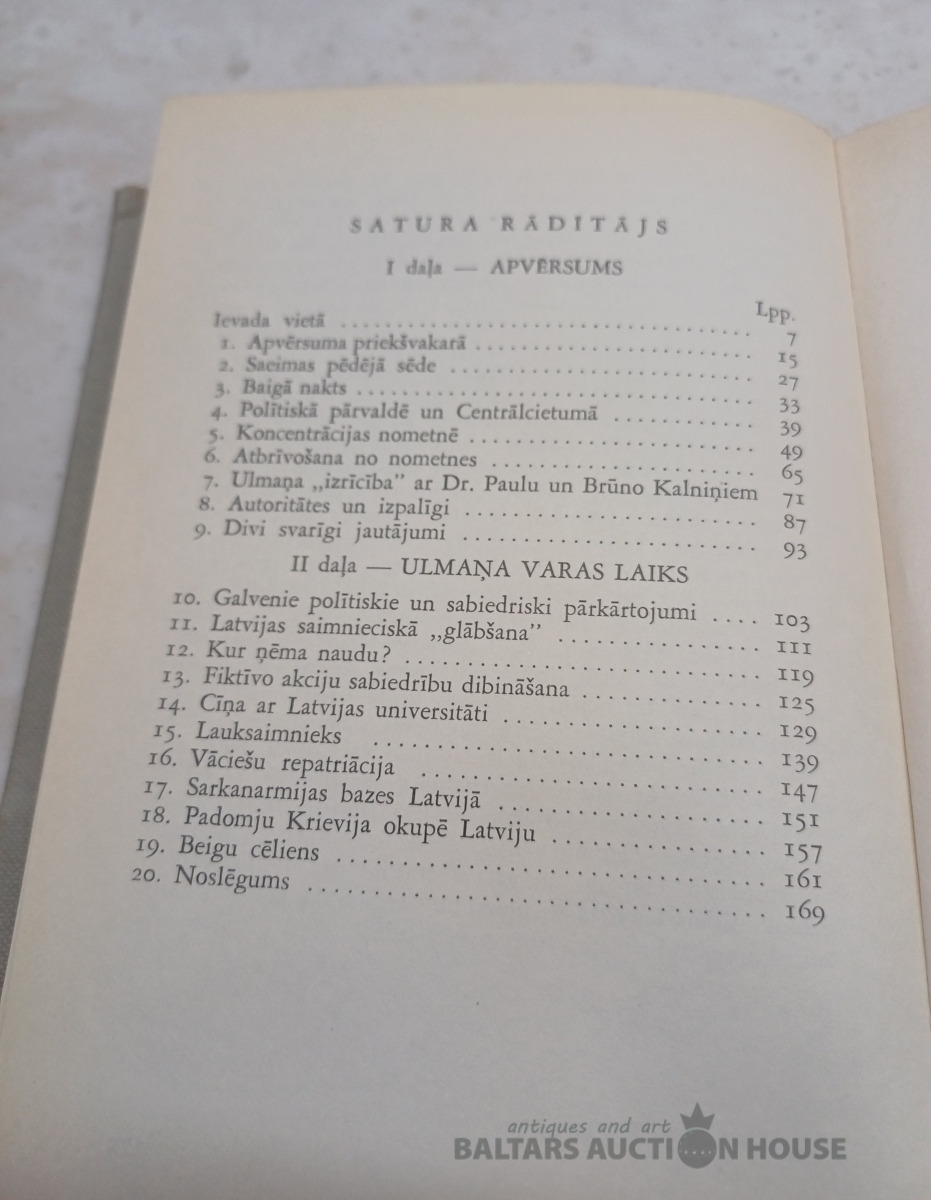 SATURA RĀDĪTĀJS
I daļa — APVĒRSUMS
Lpp.
Ievada vietā . . . . . . . . . . . . . . . . . . . . 7
1. Apvērsuma priekšvakarā . . . . . . . . . . . . . . . . . . . . 15
2. Saeimas pēdējā sēde . . . . . . . . . . . . . . . . . . . . 27
3. Baigā nakts . . . . . . . . . . . . . . . . . . . . 33
4. Polītiskā pārvaldē un Centrālcietumā . . . . . . . . . . . . 39
5. Koncentrācijas nometnē . . . . . . . . . . . . . . . . . . . . 49
6. Atbrīvošana no nometnes . . . . . . . . . . . . . . . . . . . . 65
7. Ulmaņa „izrīcība” ar Dr. Paulu un Brūno Kalniņiem 71
8. Autoritātes un izpalīgi . . . . . . . . . . . . . . . . . . . . 87
9. Divi svarīgi jautājumi . . . . . . . . . . . . . . . . . . . . 93
II daļa — ULMAŅA VARAS LAIKS
10. Galvenie polītiskie un sabiedriski pārkārtojumi . . . . 103
11. Latvijas saimnieciskā „glābšana” . . . . . . . . . . . . . . . 111
12. Kur ņēma naudu? . . . . . . . . . . . . . . . . . . . . 119
13. Fiktīvo akciju sabiedrību dibināšana . . . . . . . . . . . . . 125
14. Cīņa ar Latvijas universitāti . . . . . . . . . . . . . . . . . . 129
15. Lauksaimnieks . . . . . . . . . . . . . . . . . . . . 139
16. Vāciešu repatriācija . . . . . . . . . . . . . . . . . . . . 147
17. Sarkanarmijas bazes Latvijā . . . . . . . . . . . . . . . . . . 151
18. Padomju Krievija okupē Latviju . . . . . . . . . . . . . . . 157
19. Beigu cēliens . . . . . . . . . . . . . . . . . . . . 161
20. Noslēgums . . . . . . . . . . . . . . . . . . . . 169
antiques and art
BALTARS AUCTION HOUSE